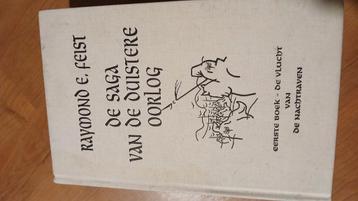 RAYMOND E. FEIST
DE SAGA
VAN DE DUISTERE
OORLOG
EERSTE BOEK - DE VLUCHT
VAN
DE NACHTRAVEN